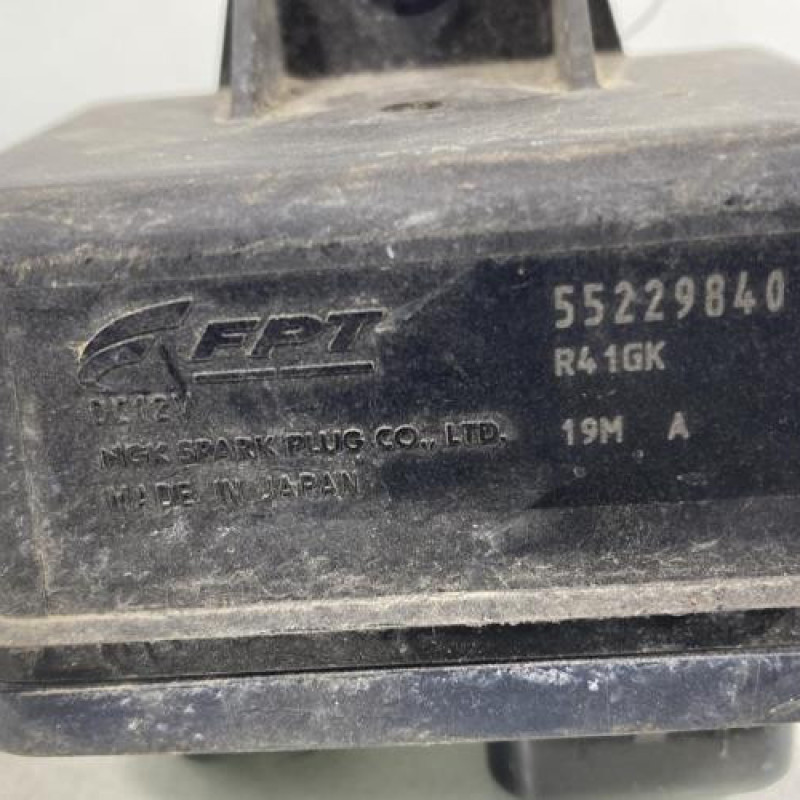 FPT
DC12V
NGK SPARK PLUG CO., LTD.
MADE IN JAPAN
55229840
R41GK
19M A